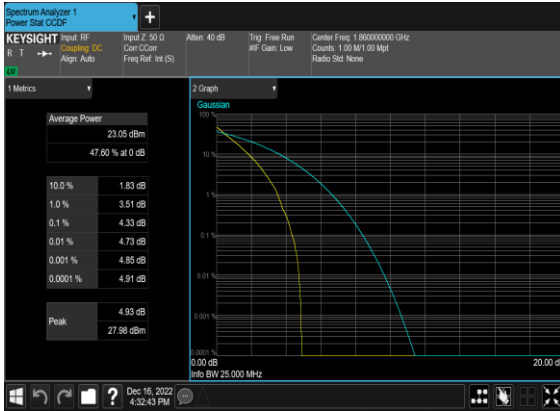 Spectrum Analyzer 1
Power Stat CCDF
KEYSIGHT
R T
LXI
Input: RF
Coupling: DC
Align: Auto
Input Z: 50 Ω
Corr CCorr
Freq Ref: Int (S)
Atten: 40 dB
Trig: Free Run
#IF Gain: Low
Center Freq: 1.860000000 GHz
Counts: 1.00 M/1.00 Mpt
Radio Std: None
1 Metrics
Average Power
23.05 dBm
47.60 % at 0 dB
10.0 % 1.83 dB
1.0 % 3.51 dB
0.1 % 4.33 dB
0.01 % 4.73 dB
0.001 % 4.85 dB
0.0001 % 4.91 dB
Peak
4.93 dB
27.98 dBm
2 Graph
Gaussian
100 %
10 %
1 %
0.1 %
0.01 %
0.001 %
0.0001 %
0.00 dB
20.00 d
Info BW 25.000 MHz
Dec 16, 2022
4:32:43 PM